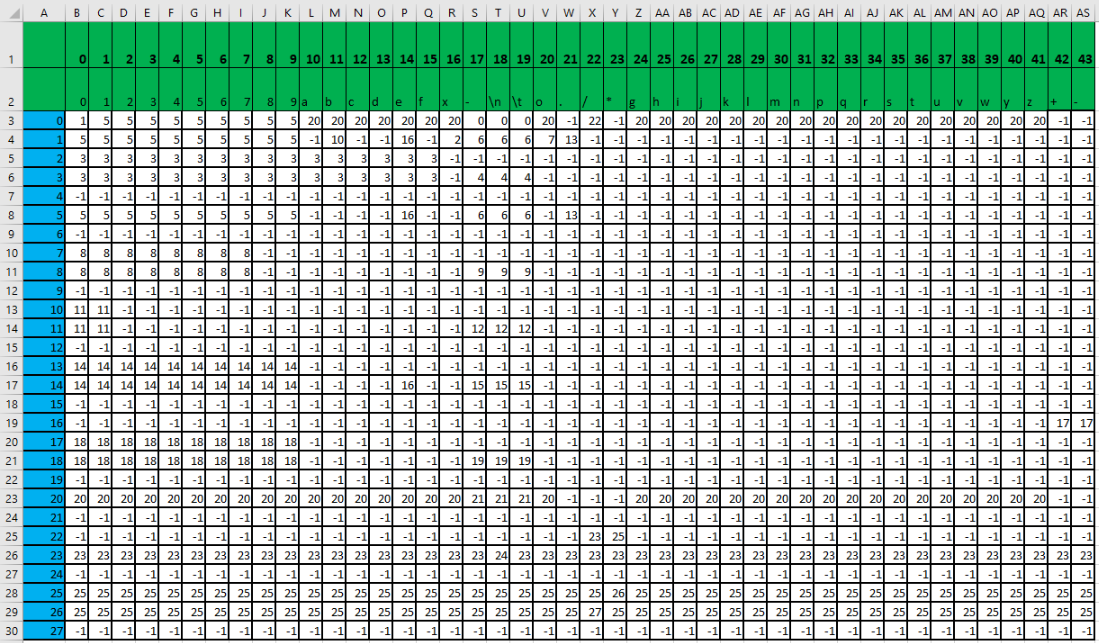 A B C D E F G H I J K L M N O P Q R S T U V W X Y Z AA AB AC AD AE AF AG AH AI AJ AK AL AM AN AO AP AQ AR AS
1 0 1 2 3 4 5 6 7 8 9 10 11 12 13 14 15 16 17 18 19 20 21 22 23 24 25 26 27 28 29 30 31 32 33 34 35 36 37 38 39 40 41 42 43
2 0 1 2 3 4 5 6 7 8 9 a b c d e f x - \n \t o . / * g h i j k l m n p q r s t u v w y z + -
3 0 1 5 5 5 5 5 5 5 5 5 20 20 20 20 20 20 20 0 0 0 20 -1 22 -1 20 20 20 20 20 20 20 20 20 20 20 20 20 20 20 20 20 20 -1 -1
4 1 5 5 5 5 5 5 5 5 5 5 -1 10 -1 -1 16 -1 2 6 6 6 7 13 -1 -1 -1 -1 -1 -1 -1 -1 -1 -1 -1 -1 -1 -1 -1 -1 -1 -1 -1 -1 -1 -1
5 2 3 3 3 3 3 3 3 3 3 3 3 3 3 3 3 3 -1 -1 -1 -1 -1 -1 -1 -1 -1 -1 -1 -1 -1 -1 -1 -1 -1 -1 -1 -1 -1 -1 -1 -1 -1 -1 -1 -1
6 3 3 3 3 3 3 3 3 3 3 3 3 3 3 3 3 3 -1 4 4 4 -1 -1 -1 -1 -1 -1 -1 -1 -1 -1 -1 -1 -1 -1 -1 -1 -1 -1 -1 -1 -1 -1 -1 -1
7 4 -1 -1 -1 -1 -1 -1 -1 -1 -1 -1 -1 -1 -1 -1 -1 -1 -1 -1 -1 -1 -1 -1 -1 -1 -1 -1 -1 -1 -1 -1 -1 -1 -1 -1 -1 -1 -1 -1 -1 -1 -1 -1 -1 -1
8 5 5 5 5 5 5 5 5 5 5 5 -1 -1 -1 -1 16 -1 -1 6 6 6 -1 13 -1 -1 -1 -1 -1 -1 -1 -1 -1 -1 -1 -1 -1 -1 -1 -1 -1 -1 -1 -1 -1 -1
9 6 -1 -1 -1 -1 -1 -1 -1 -1 -1 -1 -1 -1 -1 -1 -1 -1 -1 -1 -1 -1 -1 -1 -1 -1 -1 -1 -1 -1 -1 -1 -1 -1 -1 -1 -1 -1 -1 -1 -1 -1 -1 -1 -1 -1
10 7 8 8 8 8 8 8 8 8 -1 -1 -1 -1 -1 -1 -1 -1 -1 -1 -1 -1 -1 -1 -1 -1 -1 -1 -1 -1 -1 -1 -1 -1 -1 -1 -1 -1 -1 -1 -1 -1 -1 -1 -1 -1
11 8 8 8 8 8 8 8 8 8 -1 -1 -1 -1 -1 -1 -1 -1 -1 9 9 9 -1 -1 -1 -1 -1 -1 -1 -1 -1 -1 -1 -1 -1 -1 -1 -1 -1 -1 -1 -1 -1 -1 -1 -1
12 9 -1 -1 -1 -1 -1 -1 -1 -1 -1 -1 -1 -1 -1 -1 -1 -1 -1 -1 -1 -1 -1 -1 -1 -1 -1 -1 -1 -1 -1 -1 -1 -1 -1 -1 -1 -1 -1 -1 -1 -1 -1 -1 -1 -1
13 10 11 11 -1 -1 -1 -1 -1 -1 -1 -1 -1 -1 -1 -1 -1 -1 -1 -1 -1 -1 -1 -1 -1 -1 -1 -1 -1 -1 -1 -1 -1 -1 -1 -1 -1 -1 -1 -1 -1 -1 -1 -1 -1 -1
14 11 11 11 -1 -1 -1 -1 -1 -1 -1 -1 -1 -1 -1 -1 -1 -1 -1 12 12 12 -1 -1 -1 -1 -1 -1 -1 -1 -1 -1 -1 -1 -1 -1 -1 -1 -1 -1 -1 -1 -1 -1 -1 -1
15 12 -1 -1 -1 -1 -1 -1 -1 -1 -1 -1 -1 -1 -1 -1 -1 -1 -1 -1 -1 -1 -1 -1 -1 -1 -1 -1 -1 -1 -1 -1 -1 -1 -1 -1 -1 -1 -1 -1 -1 -1 -1 -1 -1 -1
16 13 14 14 14 14 14 14 14 14 14 14 -1 -1 -1 -1 -1 -1 -1 -1 -1 -1 -1 -1 -1 -1 -1 -1 -1 -1 -1 -1 -1 -1 -1 -1 -1 -1 -1 -1 -1 -1 -1 -1 -1 -1
17 14 14 14 14 14 14 14 14 14 14 14 -1 -1 -1 -1 16 -1 -1 15 15 15 -1 -1 -1 -1 -1 -1 -1 -1 -1 -1 -1 -1 -1 -1 -1 -1 -1 -1 -1 -1 -1 -1 -1 -1
18 15 -1 -1 -1 -1 -1 -1 -1 -1 -1 -1 -1 -1 -1 -1 -1 -1 -1 -1 -1 -1 -1 -1 -1 -1 -1 -1 -1 -1 -1 -1 -1 -1 -1 -1 -1 -1 -1 -1 -1 -1 -1 -1 -1 -1
19 16 -1 -1 -1 -1 -1 -1 -1 -1 -1 -1 -1 -1 -1 -1 -1 -1 -1 -1 -1 -1 -1 -1 -1 -1 -1 -1 -1 -1 -1 -1 -1 -1 -1 -1 -1 -1 -1 -1 -1 -1 -1 -1 17 17
20 17 18 18 18 18 18 18 18 18 18 18 -1 -1 -1 -1 -1 -1 -1 -1 -1 -1 -1 -1 -1 -1 -1 -1 -1 -1 -1 -1 -1 -1 -1 -1 -1 -1 -1 -1 -1 -1 -1 -1 -1 -1
21 18 18 18 18 18 18 18 18 18 18 18 -1 -1 -1 -1 -1 -1 -1 19 19 19 -1 -1 -1 -1 -1 -1 -1 -1 -1 -1 -1 -1 -1 -1 -1 -1 -1 -1 -1 -1 -1 -1 -1 -1
22 19 -1 -1 -1 -1 -1 -1 -1 -1 -1 -1 -1 -1 -1 -1 -1 -1 -1 -1 -1 -1 -1 -1 -1 -1 -1 -1 -1 -1 -1 -1 -1 -1 -1 -1 -1 -1 -1 -1 -1 -1 -1 -1 -1 -1
23 20 20 20 20 20 20 20 20 20 20 20 20 20 20 20 20 20 20 21 21 21 20 -1 -1 -1 20 20 20 20 20 20 20 20 20 20 20 20 20 20 20 20 20 20 -1 -1
24 21 -1 -1 -1 -1 -1 -1 -1 -1 -1 -1 -1 -1 -1 -1 -1 -1 -1 -1 -1 -1 -1 -1 -1 -1 -1 -1 -1 -1 -1 -1 -1 -1 -1 -1 -1 -1 -1 -1 -1 -1 -1 -1 -1 -1
25 22 -1 -1 -1 -1 -1 -1 -1 -1 -1 -1 -1 -1 -1 -1 -1 -1 -1 -1 -1 -1 -1 -1 23 25 -1 -1 -1 -1 -1 -1 -1 -1 -1 -1 -1 -1 -1 -1 -1 -1 -1 -1 -1 -1
26 23 23 23 23 23 23 23 23 23 23 23 23 23 23 23 23 23 23 23 24 23 23 23 23 23 23 23 23 23 23 23 23 23 23 23 23 23 23 23 23 23 23 23 23 23
27 24 -1 -1 -1 -1 -1 -1 -1 -1 -1 -1 -1 -1 -1 -1 -1 -1 -1 -1 -1 -1 -1 -1 -1 -1 -1 -1 -1 -1 -1 -1 -1 -1 -1 -1 -1 -1 -1 -1 -1 -1 -1 -1 -1 -1
28 25 25 25 25 25 25 25 25 25 25 25 25 25 25 25 25 25 25 25 25 25 25 25 25 26 25 25 25 25 25 25 25 25 25 25 25 25 25 25 25 25 25 25 25 25
29 26 25 25 25 25 25 25 25 25 25 25 25 25 25 25 25 25 25 25 25 25 25 25 27 25 25 25 25 25 25 25 25 25 25 25 25 25 25 25 25 25 25 25 25 25
30 27 -1 -1 -1 -1 -1 -1 -1 -1 -1 -1 -1 -1 -1 -1 -1 -1 -1 -1 -1 -1 -1 -1 -1 -1 -1 -1 -1 -1 -1 -1 -1 -1 -1 -1 -1 -1 -1 -1 -1 -1 -1 -1 -1 -1